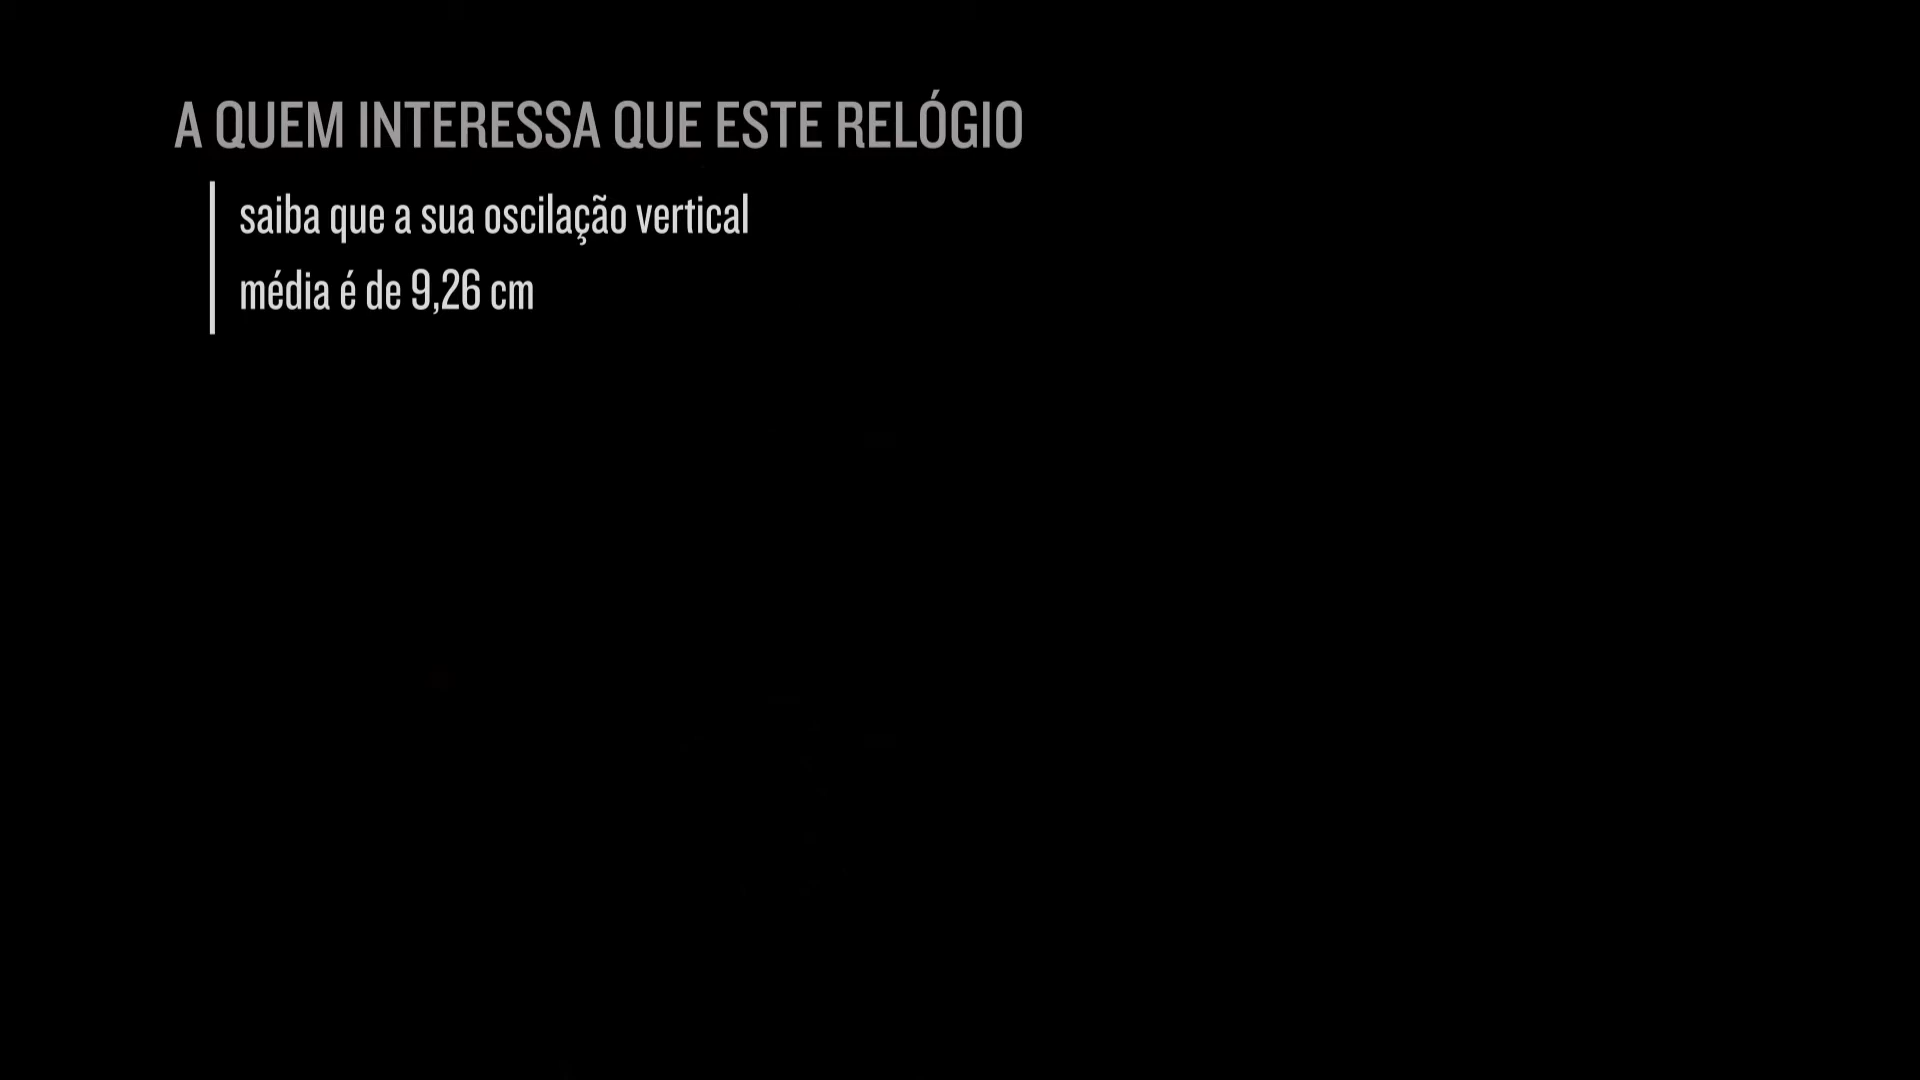 A QUEM INTERESSA QUE ESTE RELÓGIO
saiba que a sua oscilação vertical
média é de 9,26 cm